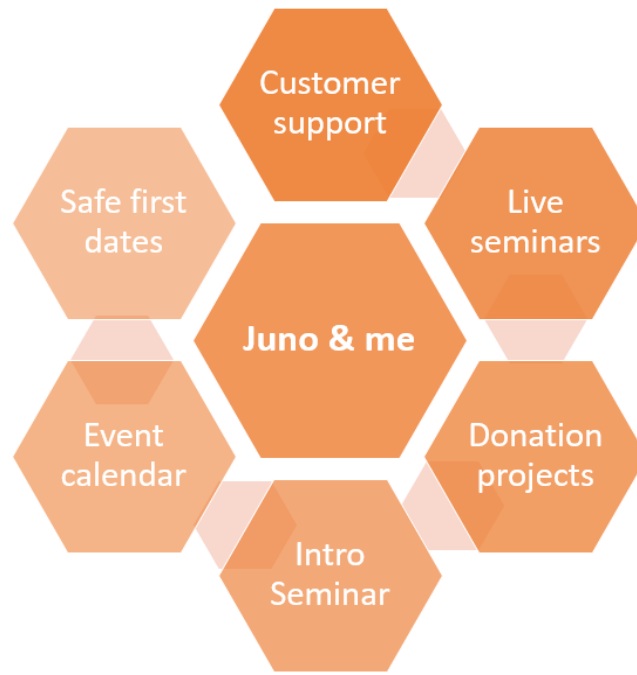 Customer
support
Live
seminars
Donation
projects
Intro
Seminar
Event
calendar
Safe first
dates
Juno & me